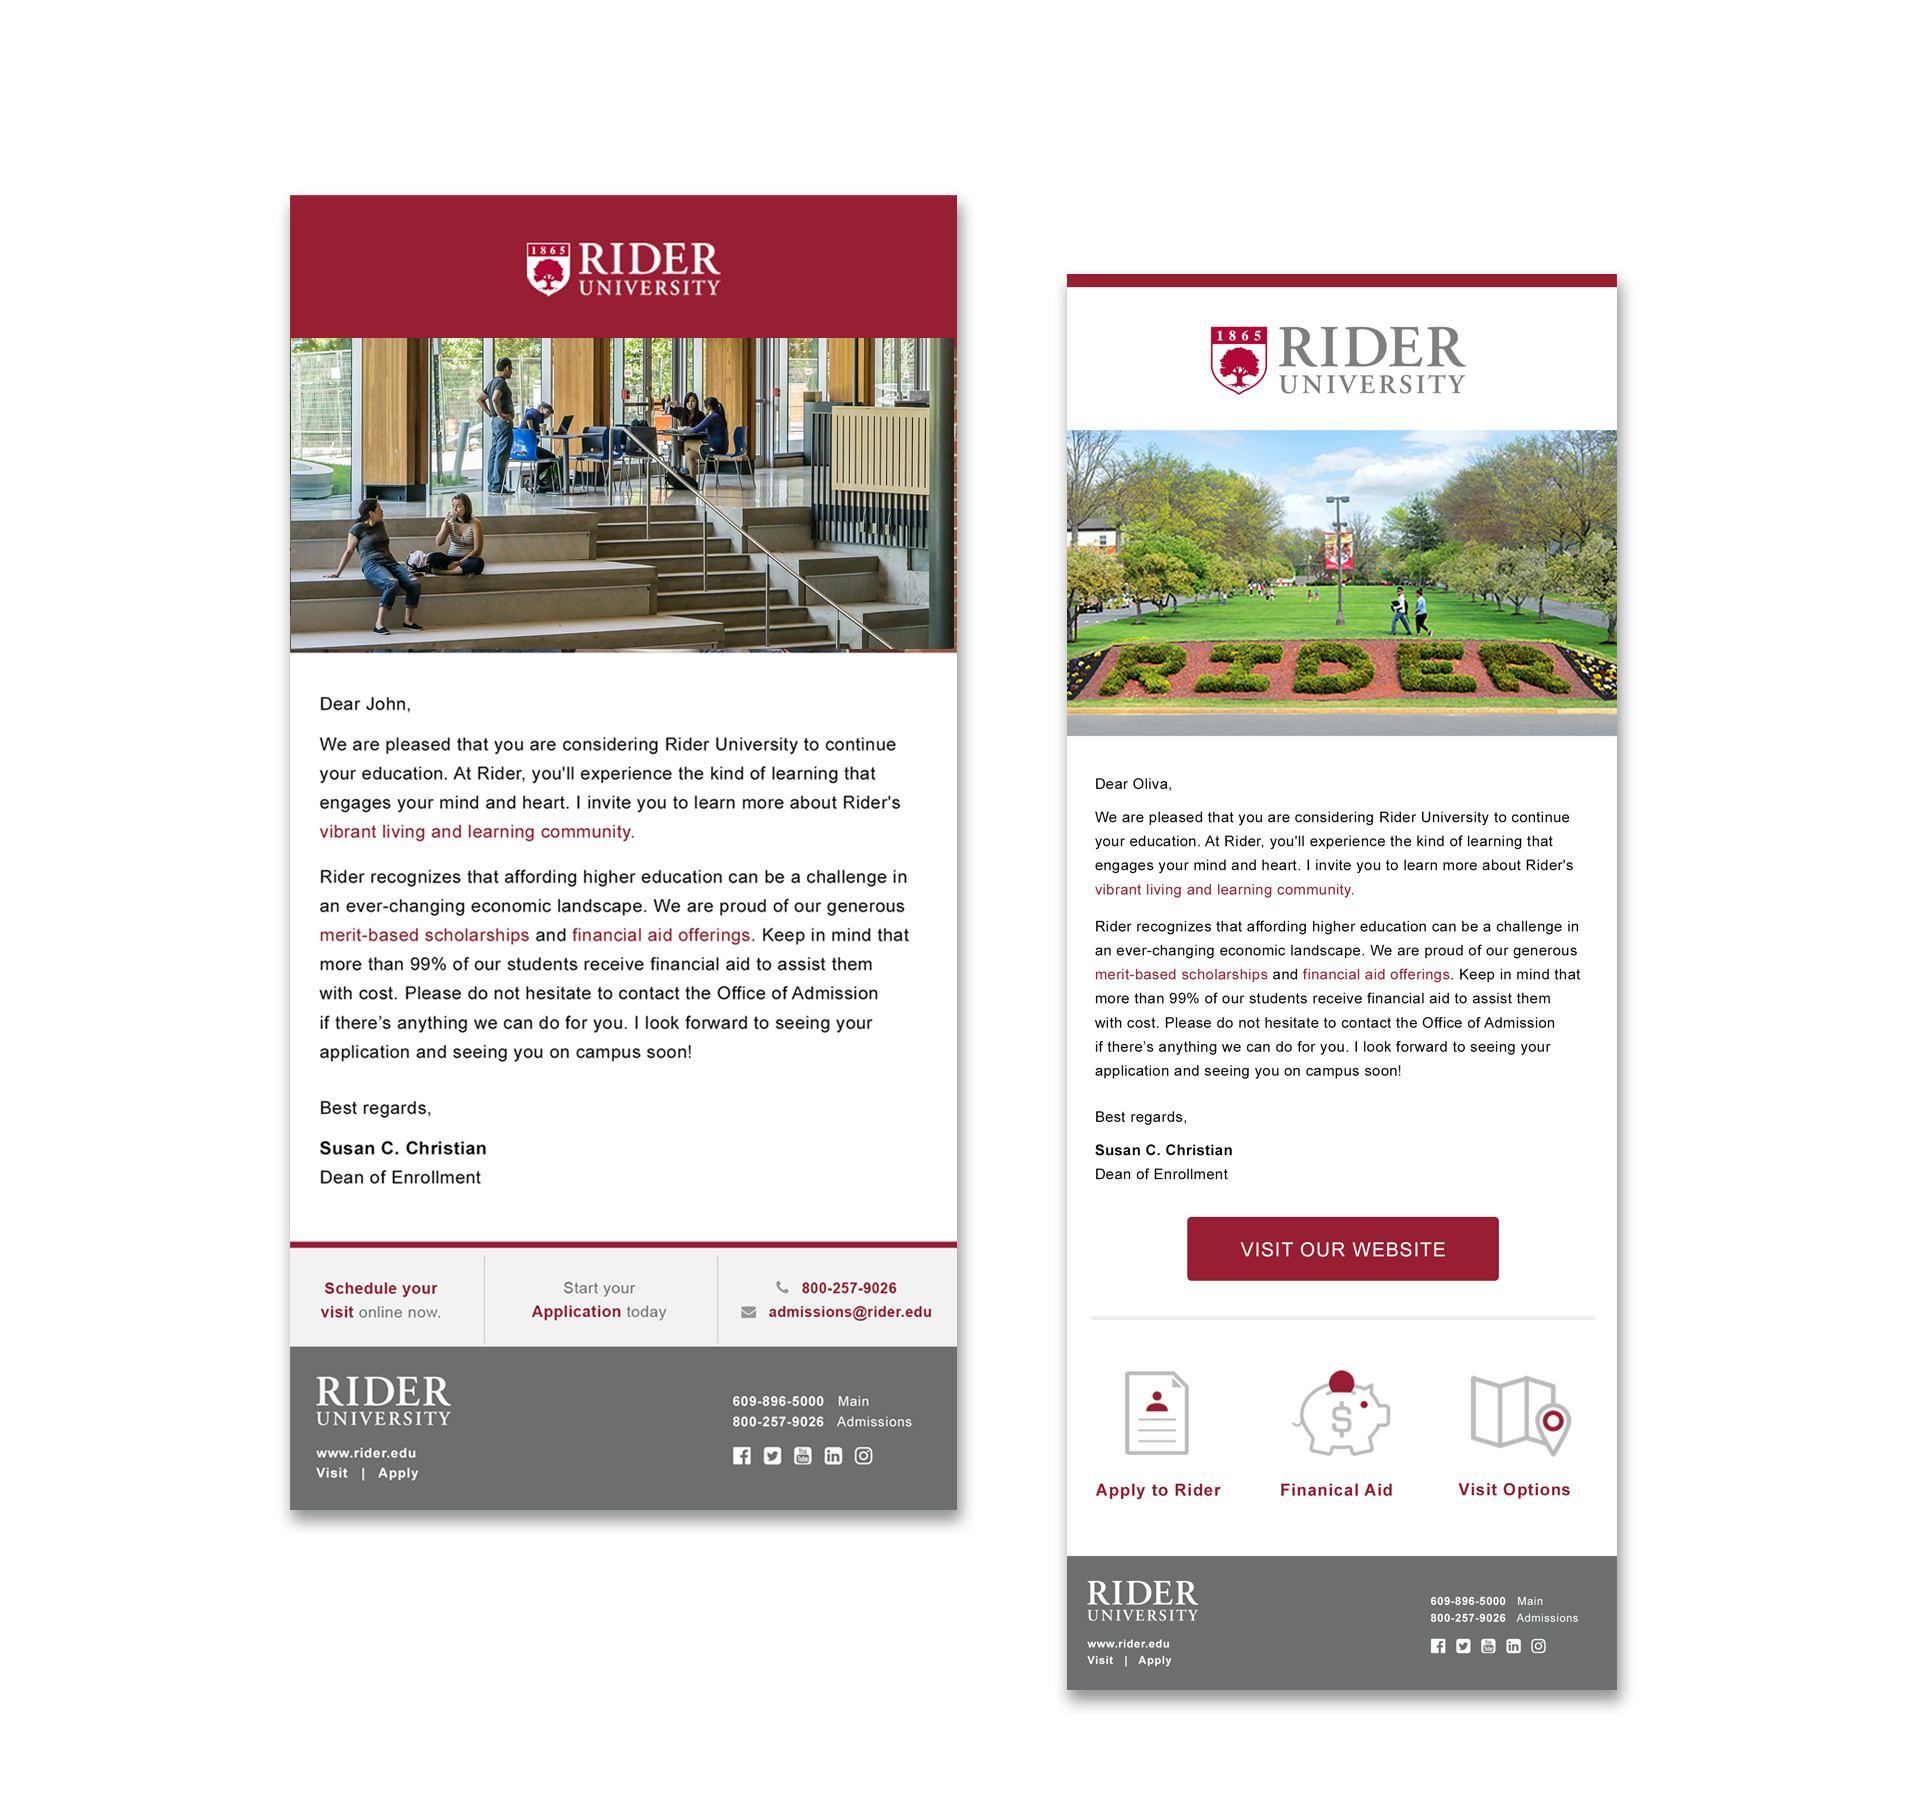 1865
RIDER
UNIVERSITY
Dear John,
We are pleased that you are considering Rider University to continue
your education. At Rider, you'll experience the kind of learning that
engages your mind and heart. I invite you to learn more about Rider's
vibrant living and learning community.
Rider recognizes that affording higher education can be a challenge in
an ever-changing economic landscape. We are proud of our generous
merit-based scholarships and financial aid offerings. Keep in mind that
more than 99% of our students receive financial aid to assist them
with cost. Please do not hesitate to contact the Office of Admission
if there’s anything we can do for you. I look forward to seeing your
application and seeing you on campus soon!
Best regards,
Susan C. Christian
Dean of Enrollment
Schedule your
visit online now.
Start your
Application today
800-257-9026
admissions@rider.edu
RIDER
UNIVERSITY
www.rider.edu
Visit | Apply
609-896-5000 Main
800-257-9026 Admissions
You
Tube
1865
RIDER
UNIVERSITY
RIDER
Dear Oliva,
We are pleased that you are considering Rider University to continue
your education. At Rider, you'll experience the kind of learning that
engages your mind and heart. I invite you to learn more about Rider's
vibrant living and learning community.
Rider recognizes that affording higher education can be a challenge in
an ever-changing economic landscape. We are proud of our generous
merit-based scholarships and financial aid offerings. Keep in mind that
more than 99% of our students receive financial aid to assist them
with cost. Please do not hesitate to contact the Office of Admission
if there’s anything we can do for you. I look forward to seeing your
application and seeing you on campus soon!
Best regards,
Susan C. Christian
Dean of Enrollment
VISIT OUR WEBSITE
Apply to Rider
Finanical Aid
Visit Options
RIDER
UNIVERSITY
www.rider.edu
Visit | Apply
609-896-5000 Main
800-257-9026 Admissions
You
Tube